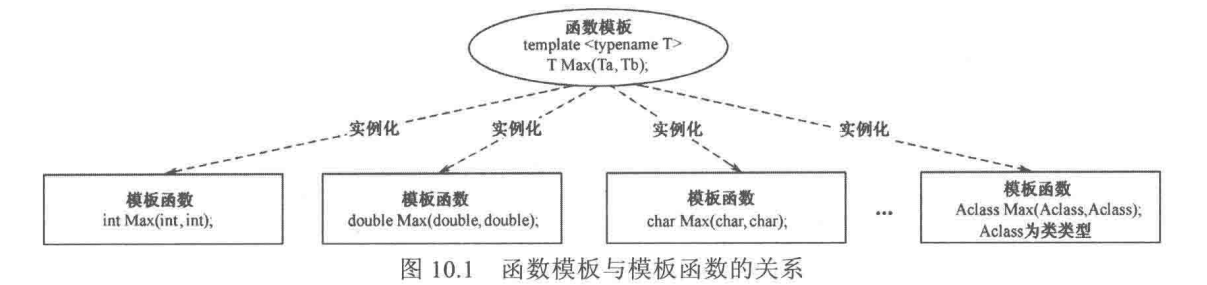 函数模板
template <typename T>
T Max(Ta,Tb);
实例化 实例化 实例化 实例化
模板函数
int Max(int,int);
模板函数
double Max(double,double);
模板函数
char Max(char,char);
...
模板函数
Aclass Max(Aclass,Aclass);
Aclass为类类型
图 10.1 函数模板与模板函数的关系